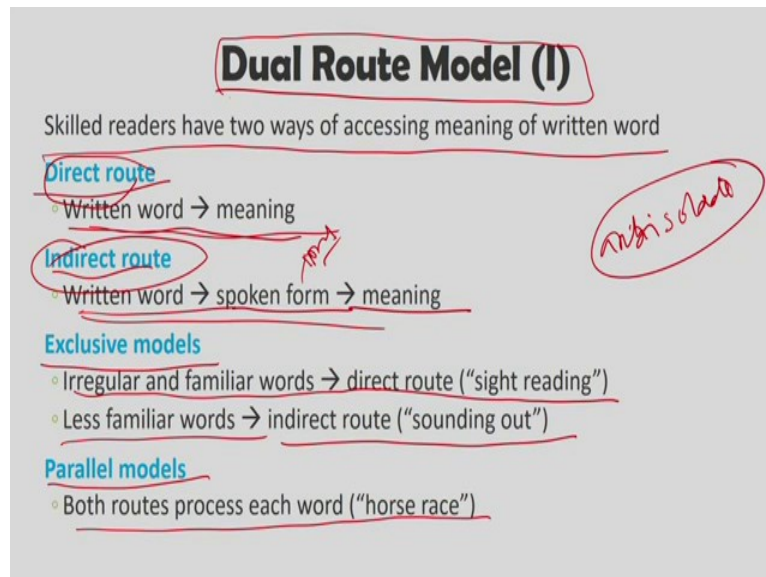 Dual Route Model (I)
Skilled readers have two ways of accessing meaning of written word
Direct route
◦ Written word → meaning
Indirect route
◦ Written word → spoken form → meaning
Exclusive models
◦ Irregular and familiar words → direct route (“sight reading”)
◦ Less familiar words → indirect route (“sounding out”)
Parallel models
◦ Both routes process each word (“horse race”)